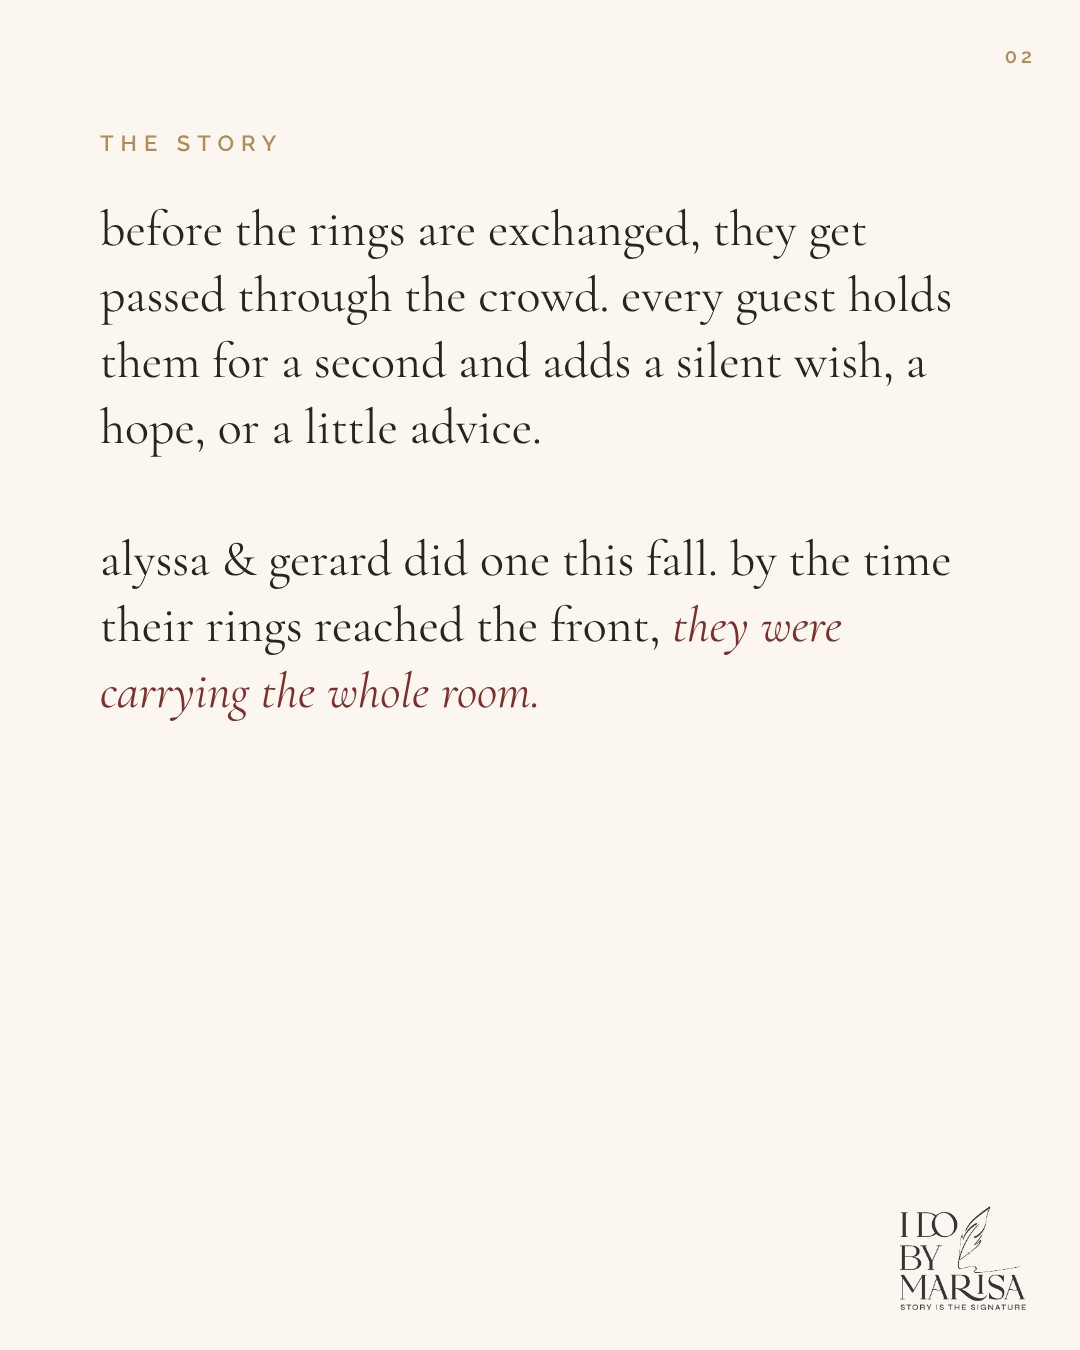 02
THE STORY
before the rings are exchanged, they get
passed through the crowd. every guest holds
them for a second and adds a silent wish, a
hope, or a little advice.
alyssa & gerard did one this fall. by the time
their rings reached the front, they were
carrying the whole room.
I DO
BY
MARISA
STORY IS THE SIGNATURE